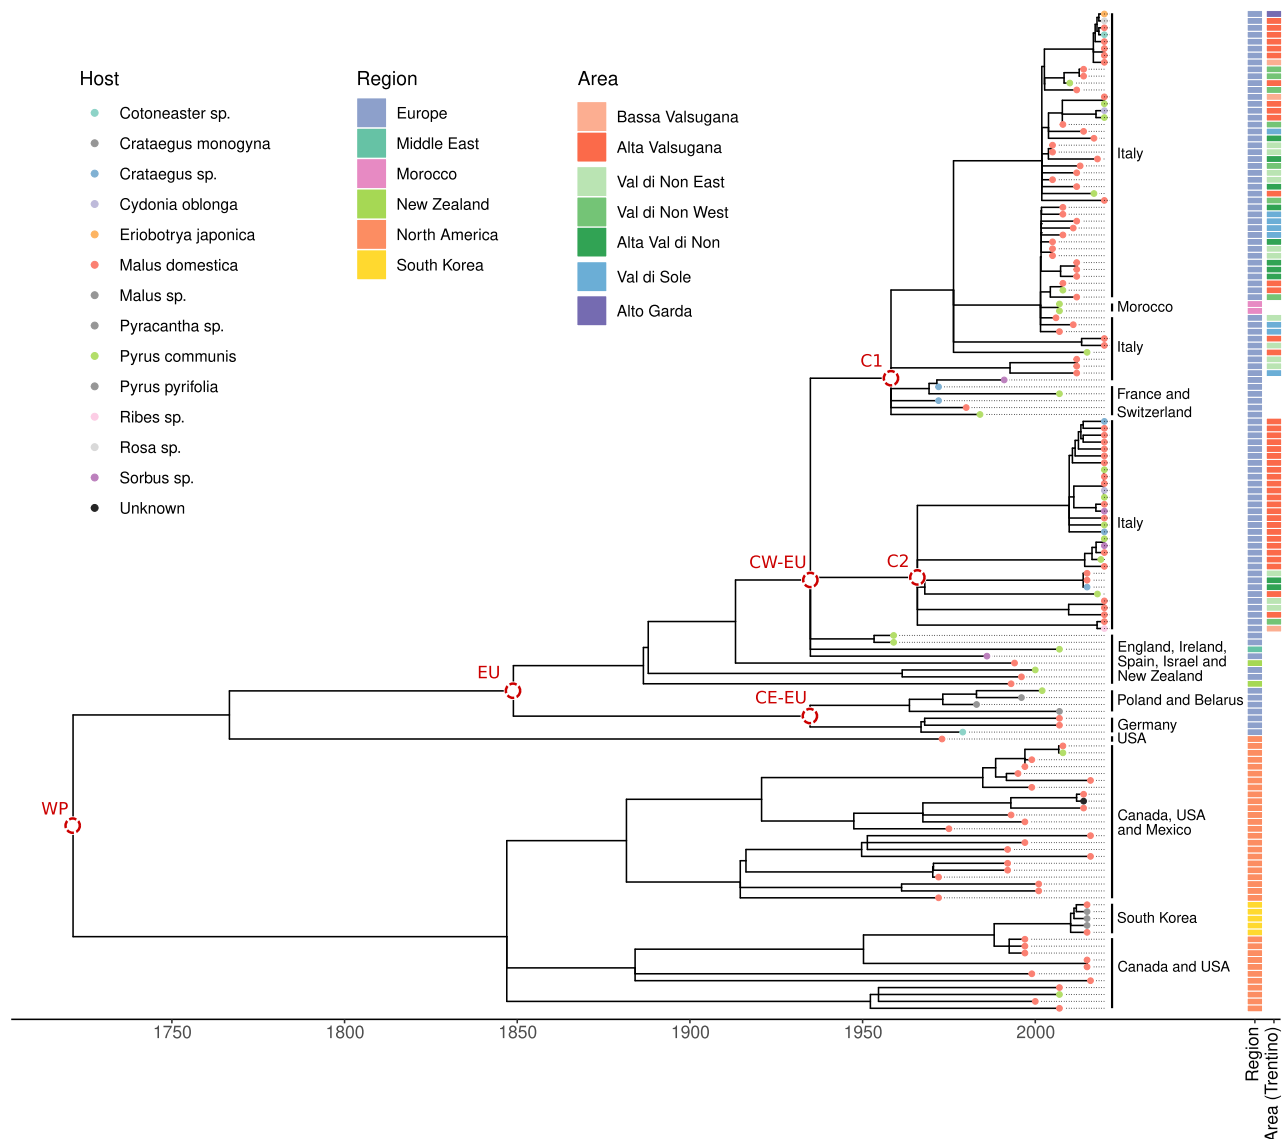 Host
Cotoneaster sp.
Crataegus monogyna
Crataegus sp.
Cydonia oblonga
Eriobotrya japonica
Malus domestica
Malus sp.
Pyracantha sp.
Pyrus communis
Pyrus pyrifolia
Ribes sp.
Rosa sp.
Sorbus sp.
Unknown
Region
Europe
Middle East
Morocco
New Zealand
North America
South Korea
Area
Bassa Valsugana
Alta Valsugana
Val di Non East
Val di Non West
Alta Val di Non
Val di Sole
Alto Garda
C1
CW-EU
C2
EU
CE-EU
WP
Italy
Morocco
Italy
France and
Switzerland
Italy
England, Ireland,
Spain, Israel and
New Zealand
Poland and Belarus
Germany
USA
Canada, USA
and Mexico
South Korea
Canada and USA
1750
1800
1850
1900
1950
2000
Region
Area (Trentino)